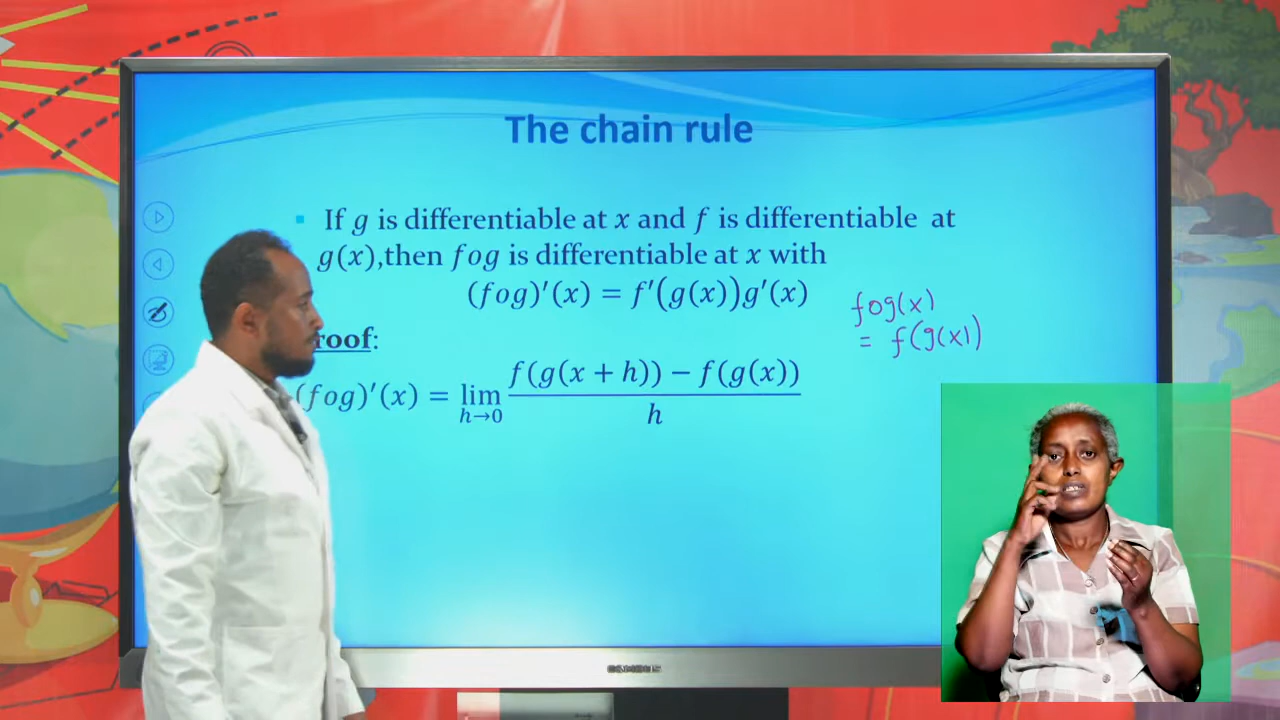 The chain rule
▪ If g is differentiable at x and f is differentiable at
g(x),then fog is differentiable at x with
(fog)′(x) = f′(g(x))g′(x)
fog(x)
= f(g(x))
roof:
(fog)′(x) = lim h→0 f(g(x + h)) − f(g(x)) / h